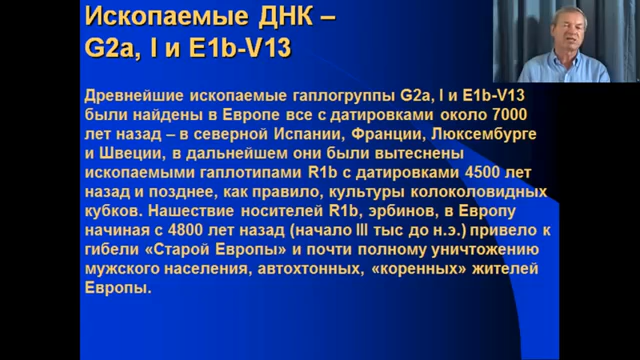 Ископаемые ДНК –
G2a, I и E1b-V13
Древнейшие ископаемые гаплогруппы G2a, I и E1b-V13
были найдены в Европе все с датировками около 7000
лет назад – в северной Испании, Франции, Люксембурге
и Швеции, в дальнейшем они были вытеснены
ископаемыми гаплотипами R1b с датировками 4500 лет
назад и позднее, как правило, культуры колоколовидных
кубков. Нашествие носителей R1b, эрбинов, в Европу
начиная с 4800 лет назад (начало III тыс до н.э.) привело к
гибели «Старой Европы» и почти полному уничтожению
мужского населения, автохтонных, «коренных» жителей
Европы.